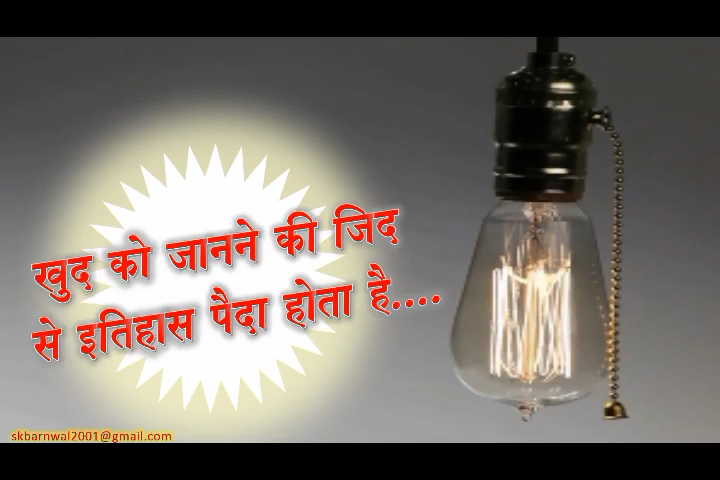 खुद को जानने की जिद
से इतिहास पैदा होता है....
skbarnwal2001@gmail.com